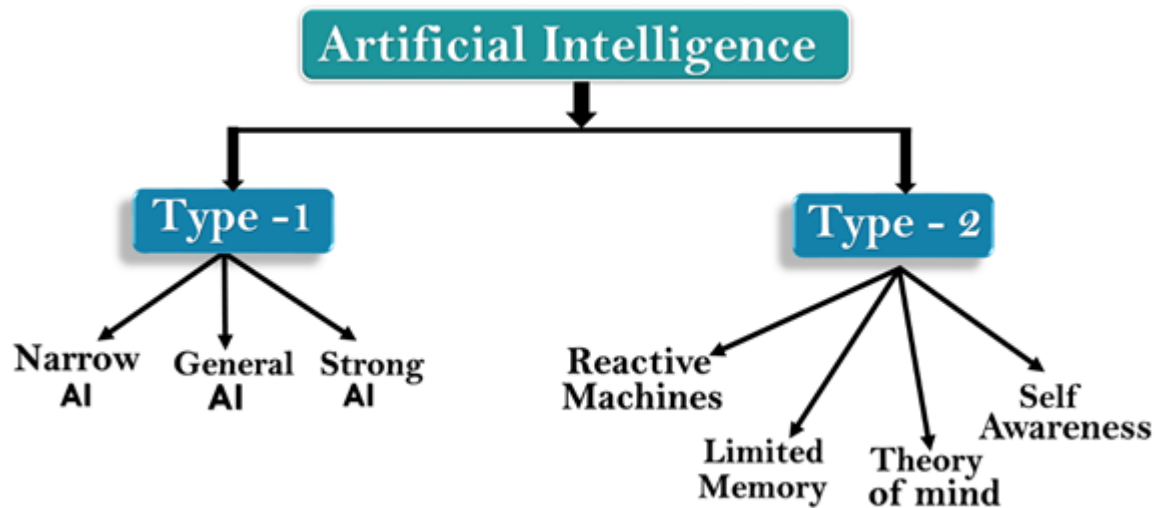 Artificial Intelligence
Type -1
Type - 2
Narrow
AI
General
AI
Strong
AI
Reactive
Machines
Limited
Memory
Theory
of mind
Self
Awareness